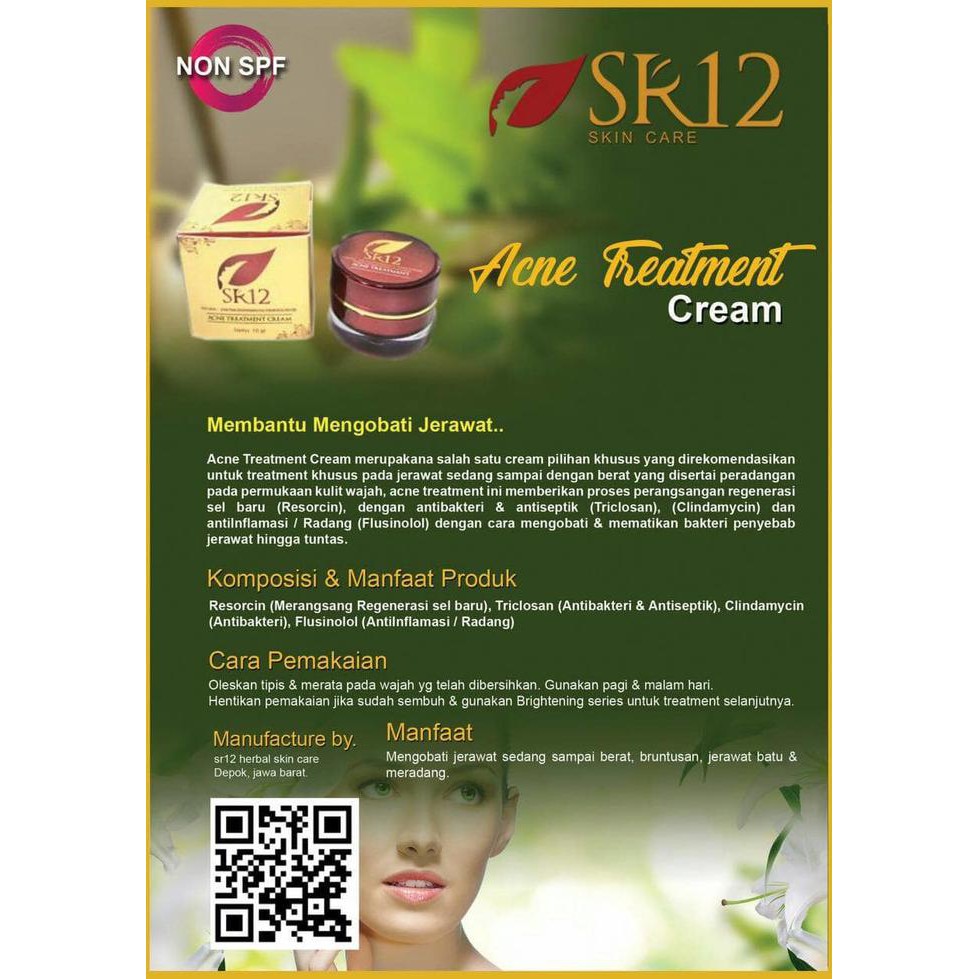 NON SPF
SR12
SKIN CARE
SR12
SR12
ACNE TREATMENT CREAM
SR12
ACNE TREATMENT
Acne Treatment
Cream
Membantu Mengobati Jerawat..
Acne Treatment Cream merupakana salah satu cream pilihan khusus yang direkomendasikan
untuk treatment khusus pada jerawat sedang sampai dengan berat yang disertai peradangan
pada permukaan kulit wajah, acne treatment ini memberikan proses perangsangan regenerasi
sel baru (Resorcin), dengan antibakteri & antiseptik (Triclosan), (Clindamycin) dan
antiInflamasi / Radang (Flusinolol) dengan cara mengobati & mematikan bakteri penyebab
jerawat hingga tuntas.
Komposisi & Manfaat Produk
Resorcin (Merangsang Regenerasi sel baru), Triclosan (Antibakteri & Antiseptik), Clindamycin
(Antibakteri), Flusinolol (AntiInflamasi / Radang)
Cara Pemakaian
Oleskan tipis & merata pada wajah yg telah dibersihkan. Gunakan pagi & malam hari.
Hentikan pemakaian jika sudah sembuh & gunakan Brightening series untuk treatment selanjutnya.
Manufacture by.
sr12 herbal skin care
Depok, jawa barat.
Manfaat
Mengobati jerawat sedang sampai berat, bruntusan, jerawat batu &
meradang.